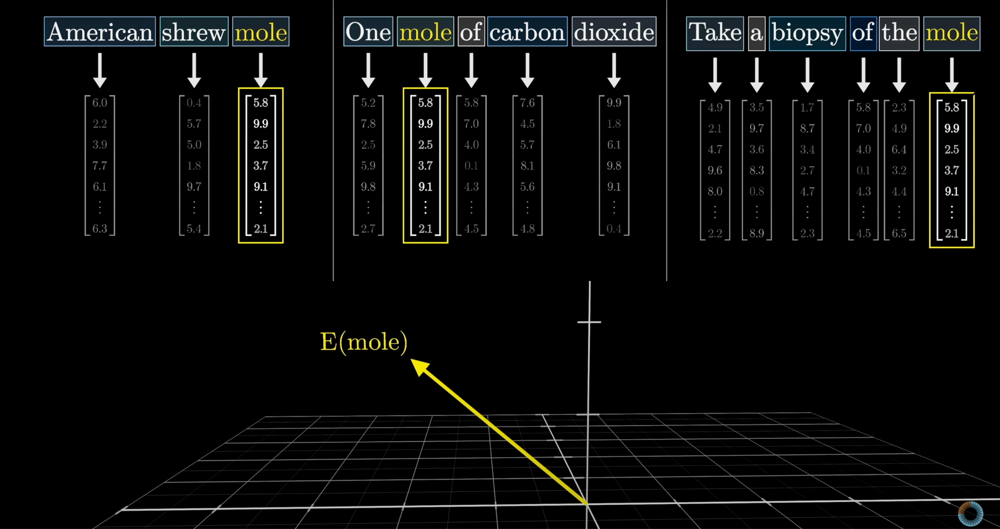 American shrew mole
6.0 0.4 5.8
2.2 5.7 9.9
3.9 5.0 2.5
7.7 1.8 3.7
6.1 9.7 9.1
⋮ ⋮ ⋮
6.3 5.4 2.1
One mole of carbon dioxide
5.2 5.8 5.8 7.6 9.9
7.8 9.9 7.0 4.5 1.8
2.5 2.5 4.0 5.7 6.1
5.9 3.7 0.1 8.1 9.8
9.8 9.1 4.3 5.6 9.1
⋮ ⋮ ⋮ ⋮ ⋮
2.7 2.1 4.5 4.8 0.4
Take a biopsy of the mole
4.9 3.5 1.7 5.8 2.3 5.8
2.1 9.7 8.7 7.0 4.9 9.9
4.7 3.6 3.4 4.0 6.4 2.5
9.6 8.3 2.7 0.1 3.2 3.7
8.0 0.8 4.7 4.3 4.4 9.1
⋮ ⋮ ⋮ ⋮ ⋮ ⋮
2.2 8.9 2.3 4.5 6.5 2.1
E(mole)